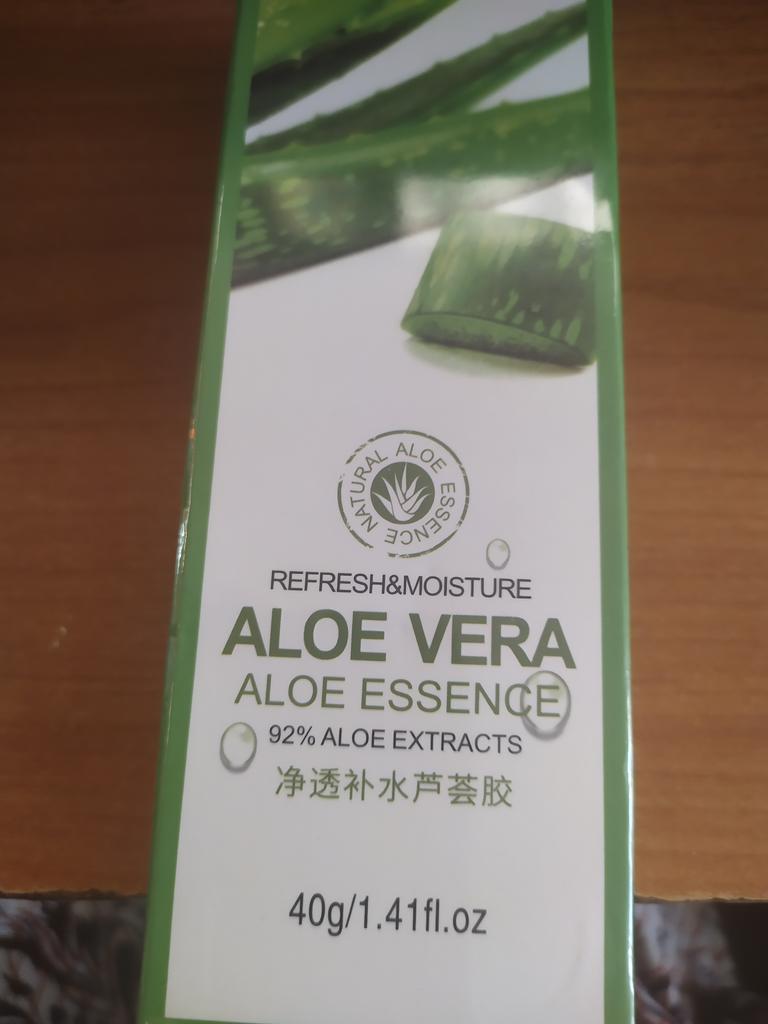 NATURAL ALOE ESSENCE
REFRESH&MOISTURE
ALOE VERA
ALOE ESSENCE
92% ALOE EXTRACTS
净透补水芦荟胶
40g/1.41fl.oz